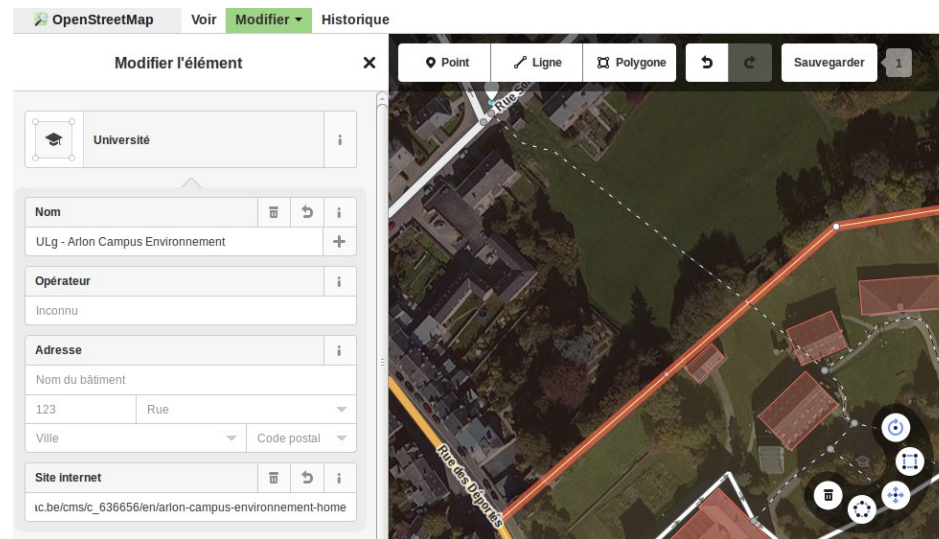 OpenStreetMap Voir Modifier Historique
Modifier l'élément
Point Ligne Polygone Sauvegarder 1
Université
Nom
ULg - Arlon Campus Environnement
Opérateur
Inconnu
Adresse
Nom du bâtiment
123 Rue
Ville Code postal
Site internet
ac.be/cms/c_636656/en/arlon-campus-environnement-home
Rue
Rue des Déportés